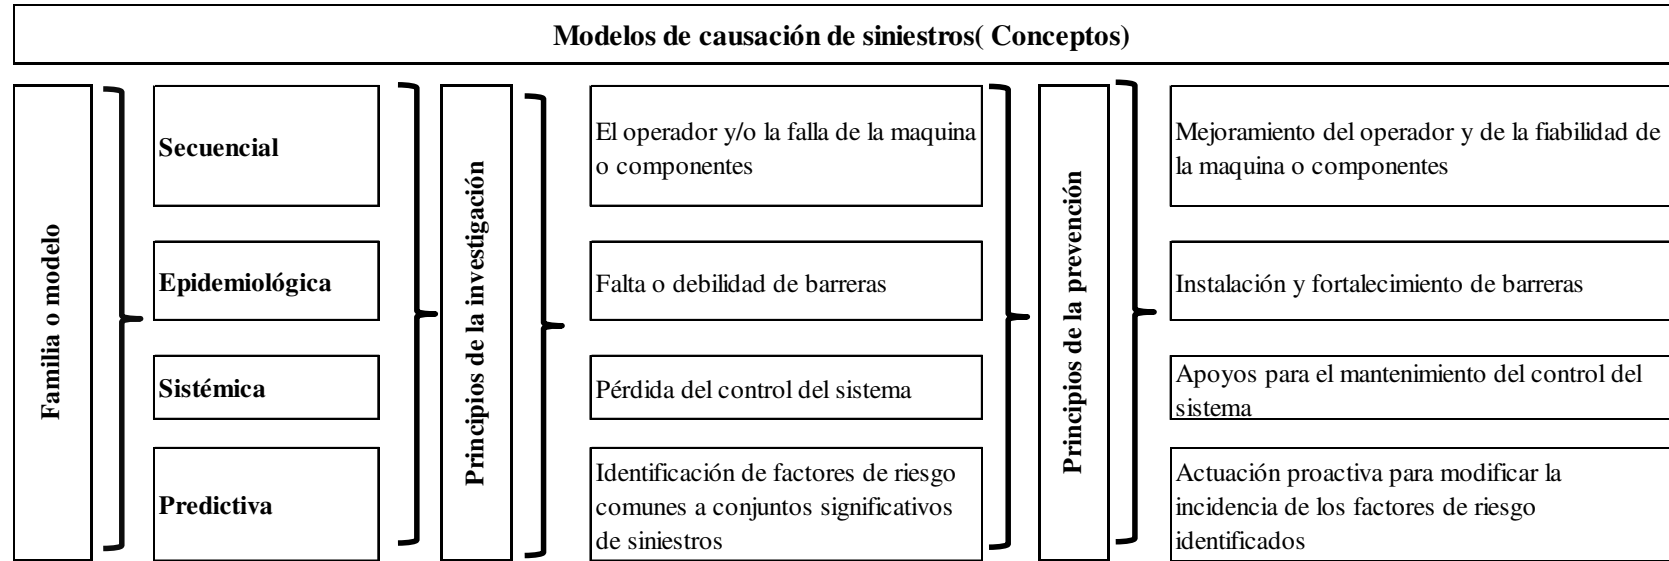 Modelos de causación de siniestros( Conceptos)
Familia o modelo
Secuencial
Epidemiológica
Sistémica
Predictiva
Principios de la investigación
El operador y/o la falla de la maquina
o componentes
Falta o debilidad de barreras
Pérdida del control del sistema
Identificación de factores de riesgo
comunes a conjuntos significativos
de siniestros
Principios de la prevención
Mejoramiento del operador y de la fiabilidad de
la maquina o componentes
Instalación y fortalecimiento de barreras
Apoyos para el mantenimiento del control del
sistema
Actuación proactiva para modificar la
incidencia de los factores de riesgo
identificados